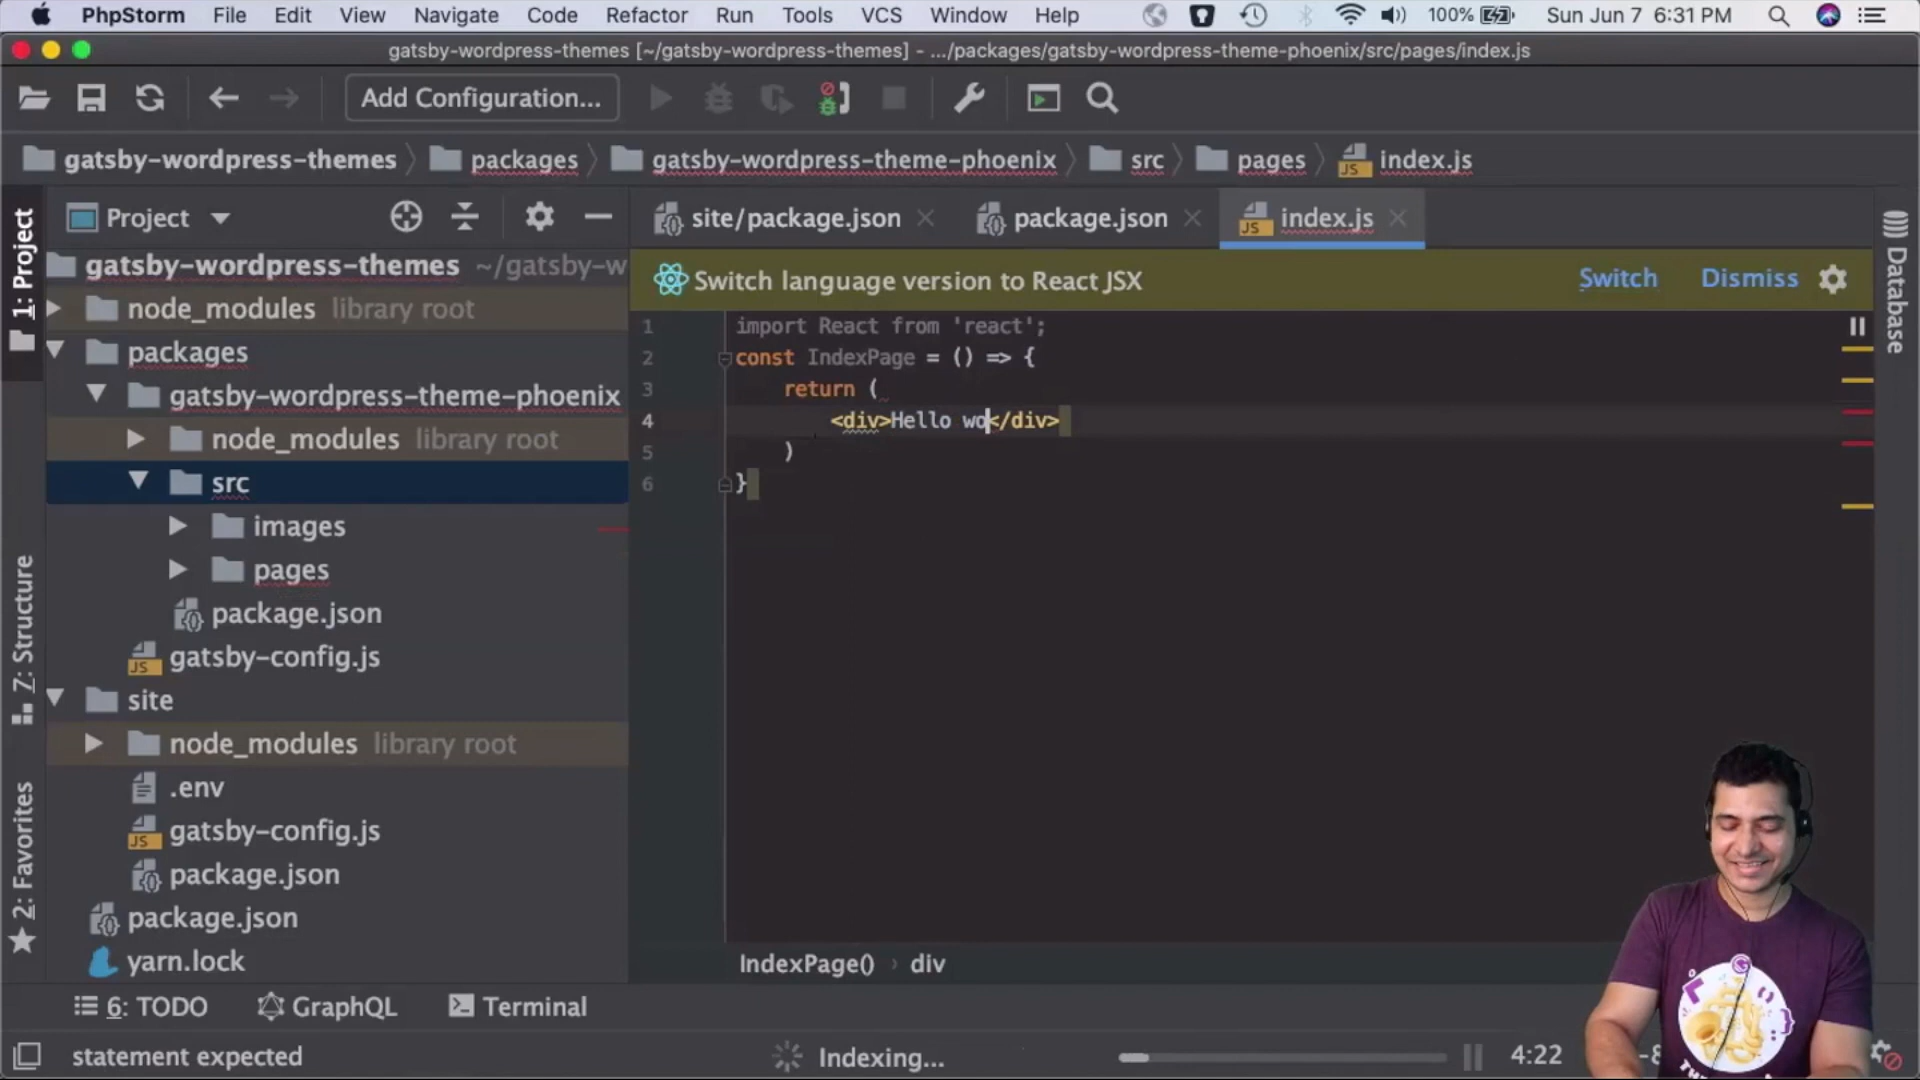 PhpStorm File Edit View Navigate Code Refactor Run Tools VCS Window Help 100% Sun Jun 7 6:31 PM
gatsby-wordpress-themes [~/gatsby-wordpress-themes] - .../packages/gatsby-wordpress-theme-phoenix/src/pages/index.js
Add Configuration...
gatsby-wordpress-themes packages gatsby-wordpress-theme-phoenix src pages index.js
1: Project
Project
site/package.json package.json index.js
gatsby-wordpress-themes ~/gatsby-w
Switch language version to React JSX Switch Dismiss
Database
node_modules library root
packages
gatsby-wordpress-theme-phoenix
node_modules library root
src
images
pages
package.json
gatsby-config.js
site
node_modules library root
.env
gatsby-config.js
package.json
package.json
yarn.lock
1 import React from 'react';
2 const IndexPage = () => {
3 return (
4 <div>Hello wo</div>
5 )
6 }
7: Structure
2: Favorites
IndexPage() › div
6: TODO GraphQL Terminal
statement expected Indexing... 4:22